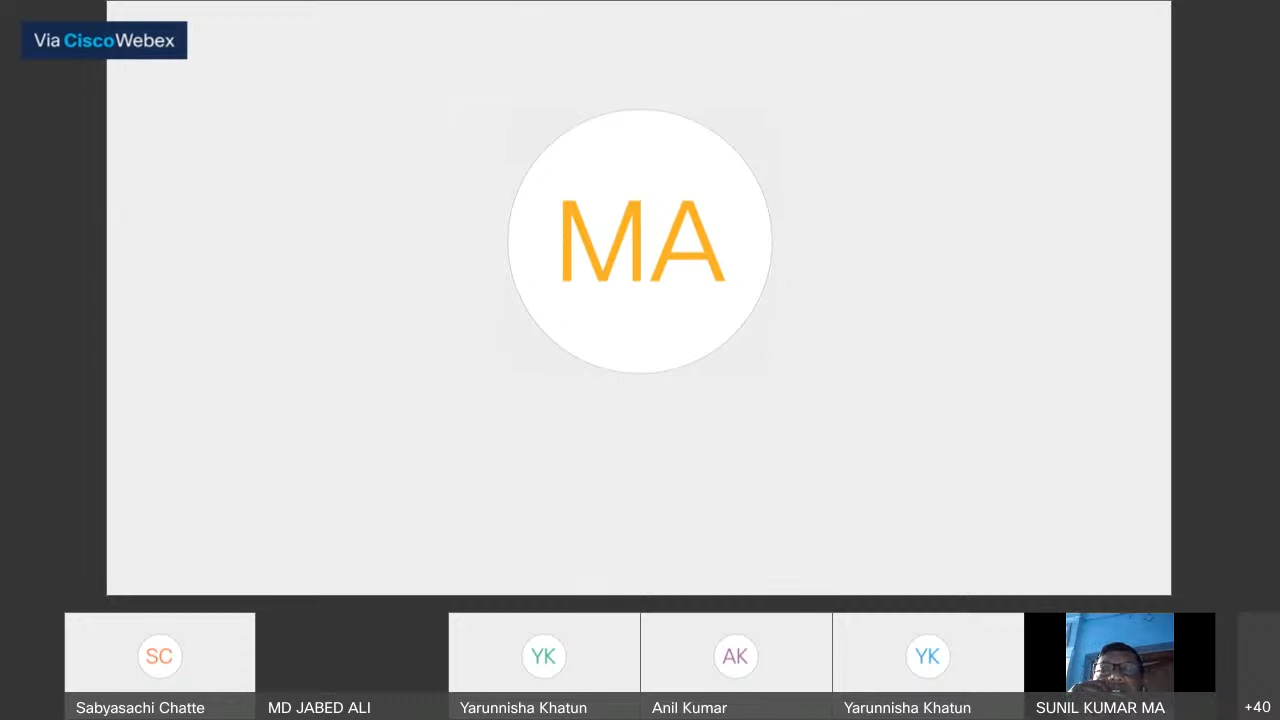 Via CiscoWebex
MA
SC
YK
AK
YK
Sabyasachi Chatte
MD JABED ALI
Yarunnisha Khatun
Anil Kumar
Yarunnisha Khatun
SUNIL KUMAR MA
+40